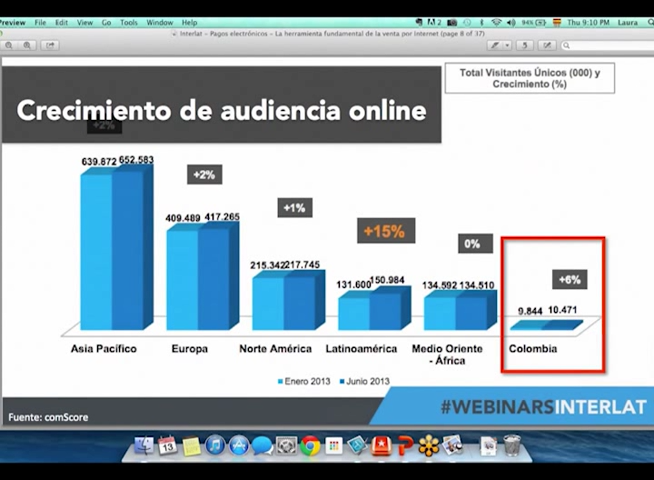 Preview File Edit View Go Tools Window Help
2 94% Thu 9:10 PM Laura
Interlat – Pagos electrónicos – La herramienta fundamental de la venta por Internet (page 8 of 37)
Total Visitantes Únicos (000) y
Crecimiento (%)
Crecimiento de audiencia online
+2%
639.872 652.583
+2%
409.489 417.265
+1%
215.342 217.745
+15%
131.600 150.984
0%
134.592 134.510
+6%
9.844 10.471
Asia Pacífico Europa Norte América Latinoamérica Medio Oriente Colombia
- África
Enero 2013 Junio 2013
#WEBINARSINTERLAT
Fuente: comScore
13